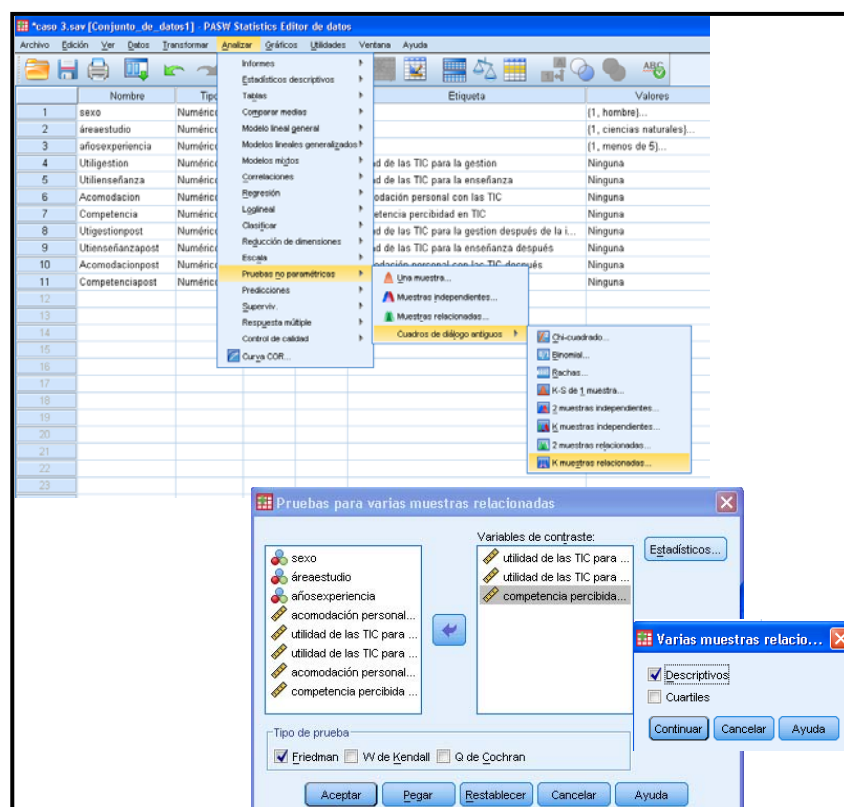 *caso 3.sav [Conjunto_de_datos1] - PASW Statistics Editor de datos
Archivo Edición Ver Datos Transformar Analizar Gráficos Utilidades Ventana Ayuda
Informes
Estadísticos descriptivos
Tablas
Comparar medias
Modelo lineal general
Modelos lineales generalizados
Modelos mixtos
Correlaciones
Regresión
Loglineal
Clasificar
Reducción de dimensiones
Escala
Pruebas no paramétricas
Predicciones
Superviv.
Respuesta múltiple
Control de calidad
Curva COR...
Nombre Tipo Etiqueta Valores
1 sexo Numérico {1, hombre}...
2 áreaestudio Numérico {1, ciencias naturales}...
3 añosexperiencia Numérico {1, menos de 5}...
4 Utiligestion Numérico ad de las TIC para la gestion Ninguna
5 Utilienseñanza Numérico ad de las TIC para la enseñanza Ninguna
6 Acomodacion Numérico odación personal con las TIC Ninguna
7 Competencia Numérico etencia percibidad en TIC Ninguna
8 Utigestionpost Numérico ad de las TIC para la gestion después de la i... Ninguna
9 Utienseñanzapost Numérico ad de las TIC para la enseñanza después Ninguna
10 Acomodacionpost Numérico odación personal con las TIC después Ninguna
11 Competenciapost Numérico Ninguna
12
13
14
15
16
17
18
19
20
21
22
23
Una muestra...
Muestras independientes...
Muestras relacionadas...
Cuadros de diálogo antiguos
Chi-cuadrado...
Binomial...
Rachas...
K-S de 1 muestra...
2 muestras independientes...
K muestras independientes...
2 muestras relacionadas...
K muestras relacionadas...
Pruebas para varias muestras relacionadas
sexo
áreaestudio
añosexperiencia
acomodación personal...
utilidad de las TIC para ...
utilidad de las TIC para ...
acomodación personal...
competencia percibida ...
Variables de contraste:
utilidad de las TIC para ...
utilidad de las TIC para ...
competencia percibida...
Estadísticos...
Tipo de prueba
Friedman W de Kendall Q de Cochran
Aceptar Pegar Restablecer Cancelar Ayuda
Varias muestras relacio...
Descriptivos
Cuartiles
Continuar Cancelar Ayuda